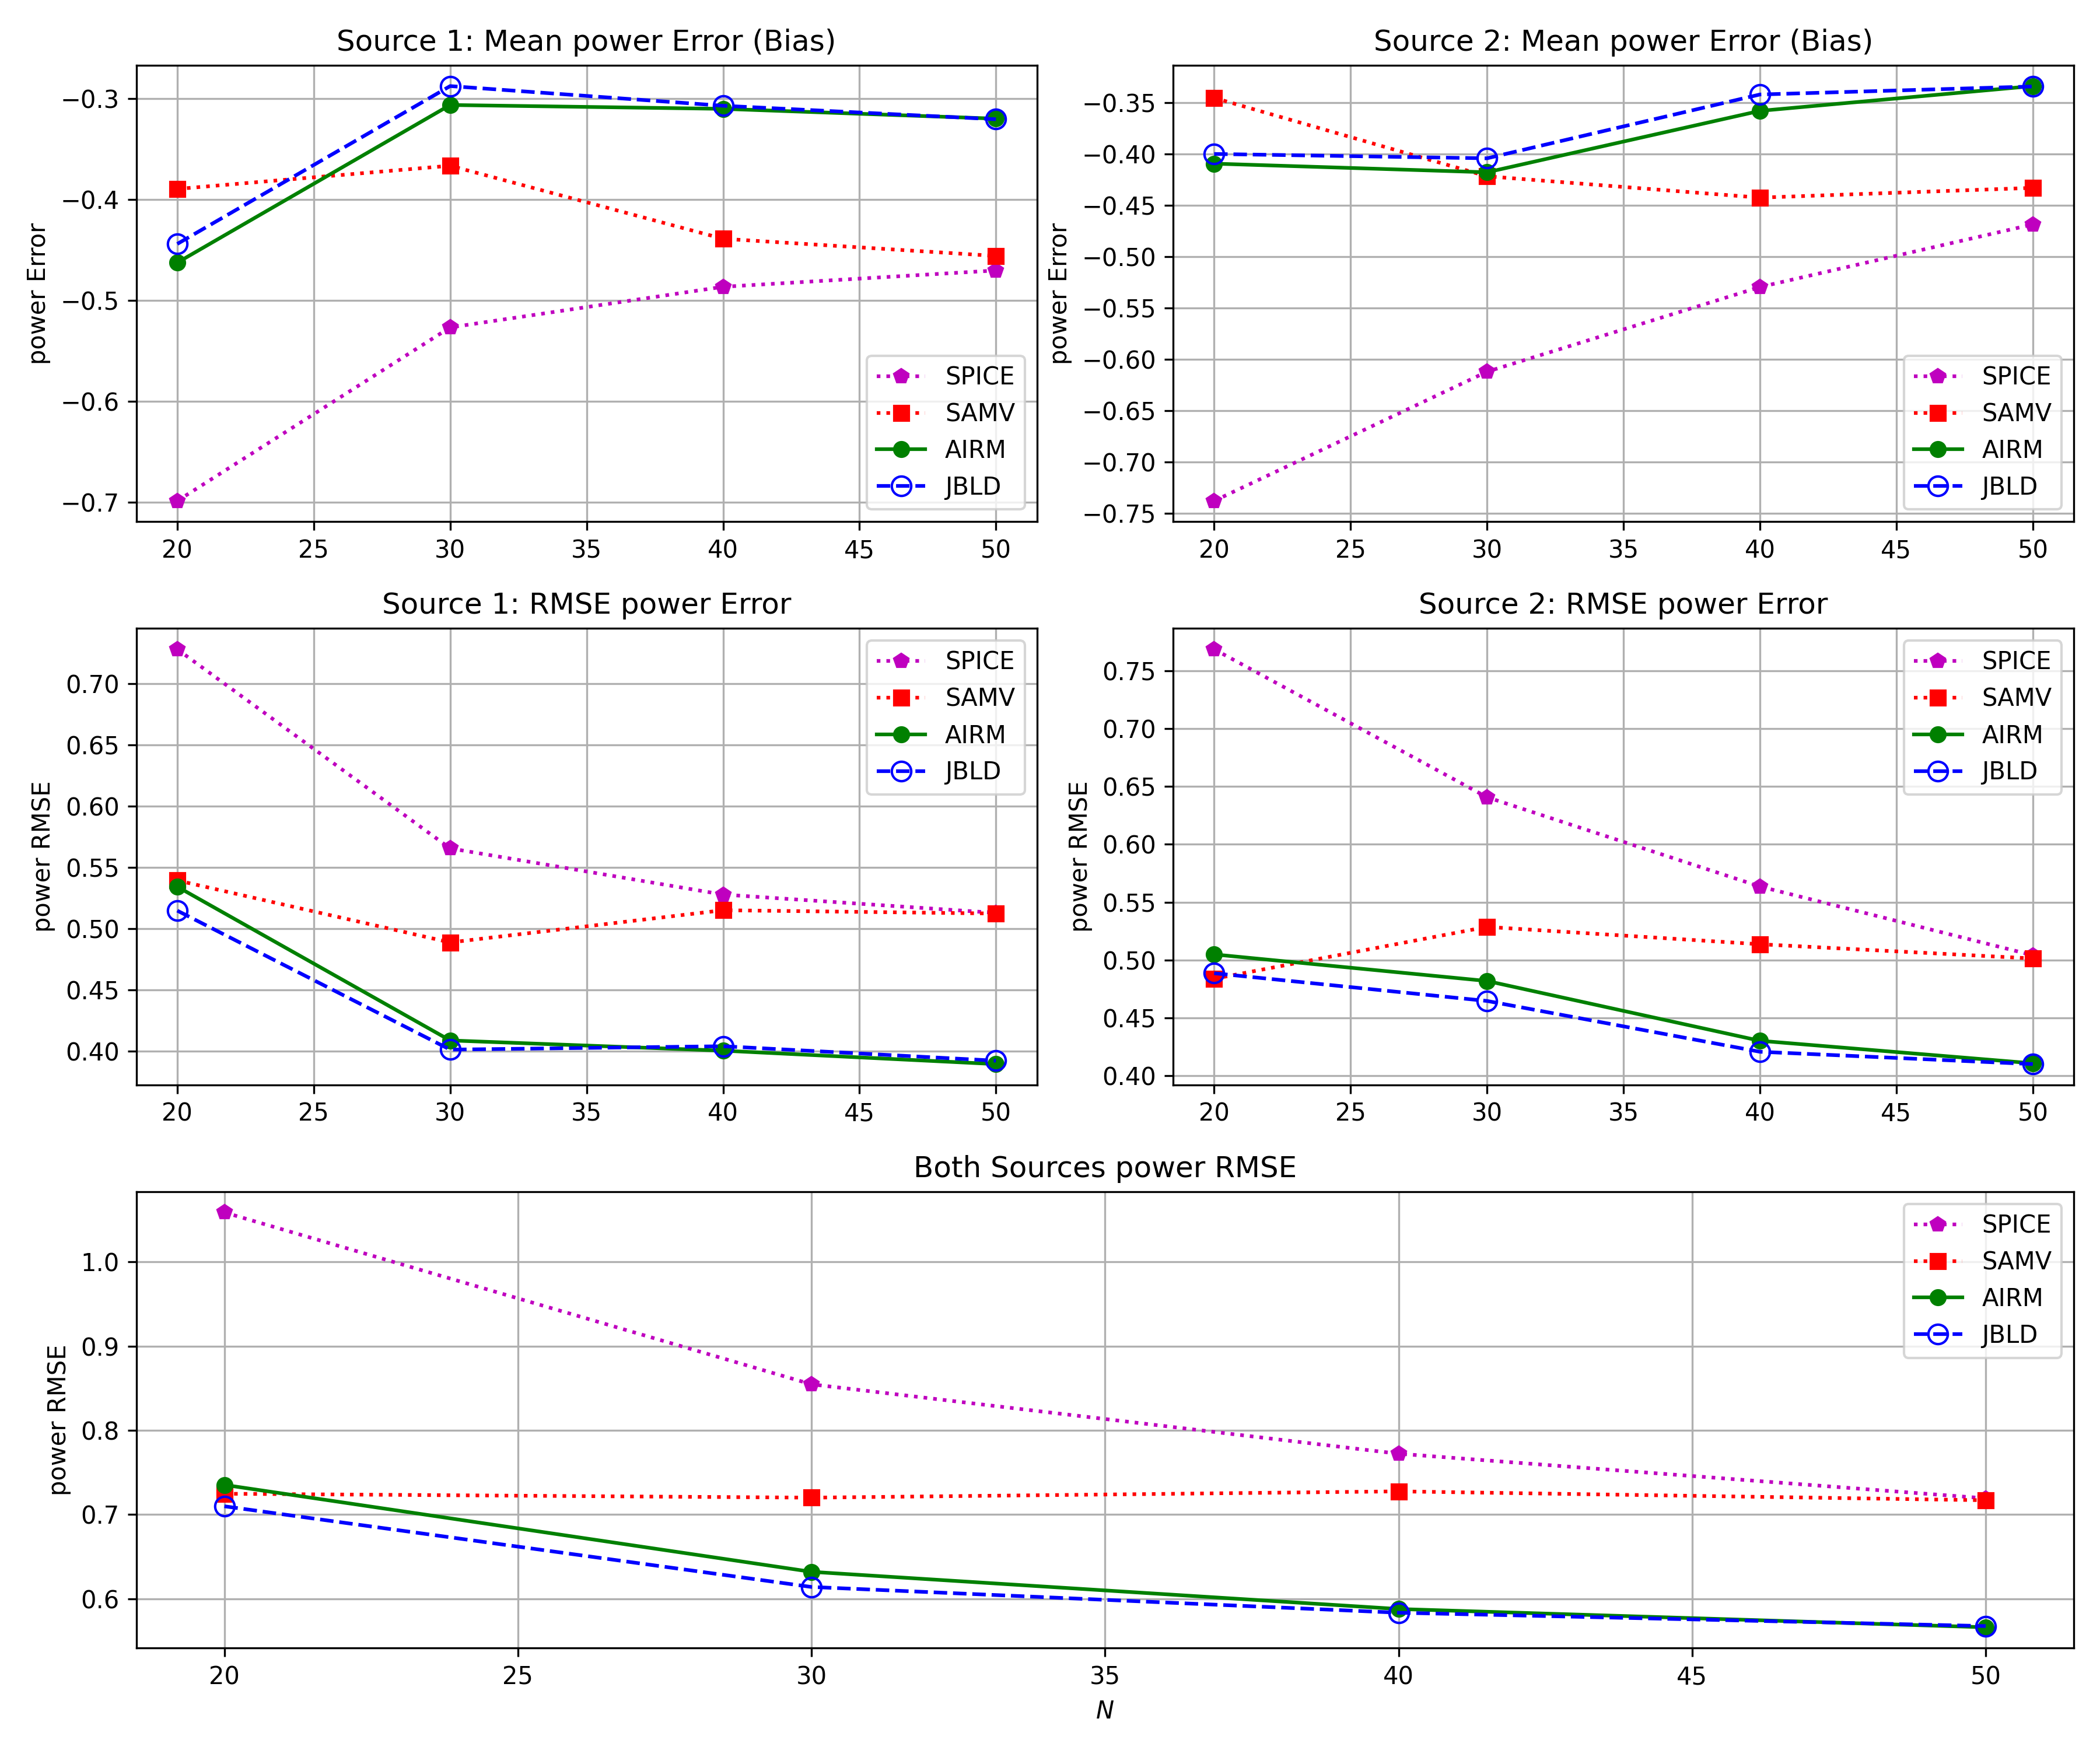 Source 1: Mean power Error (Bias)
power Error
−0.3
−0.4
−0.5
−0.6
−0.7
20 25 30 35 40 45 50
SPICE
SAMV
AIRM
JBLD
Source 2: Mean power Error (Bias)
power Error
−0.35
−0.40
−0.45
−0.50
−0.55
−0.60
−0.65
−0.70
−0.75
20 25 30 35 40 45 50
SPICE
SAMV
AIRM
JBLD
Source 1: RMSE power Error
power RMSE
0.70
0.65
0.60
0.55
0.50
0.45
0.40
20 25 30 35 40 45 50
SPICE
SAMV
AIRM
JBLD
Source 2: RMSE power Error
power RMSE
0.75
0.70
0.65
0.60
0.55
0.50
0.45
0.40
20 25 30 35 40 45 50
SPICE
SAMV
AIRM
JBLD
Both Sources power RMSE
power RMSE
1.0
0.9
0.8
0.7
0.6
20 25 30 35 40 45 50
N
SPICE
SAMV
AIRM
JBLD